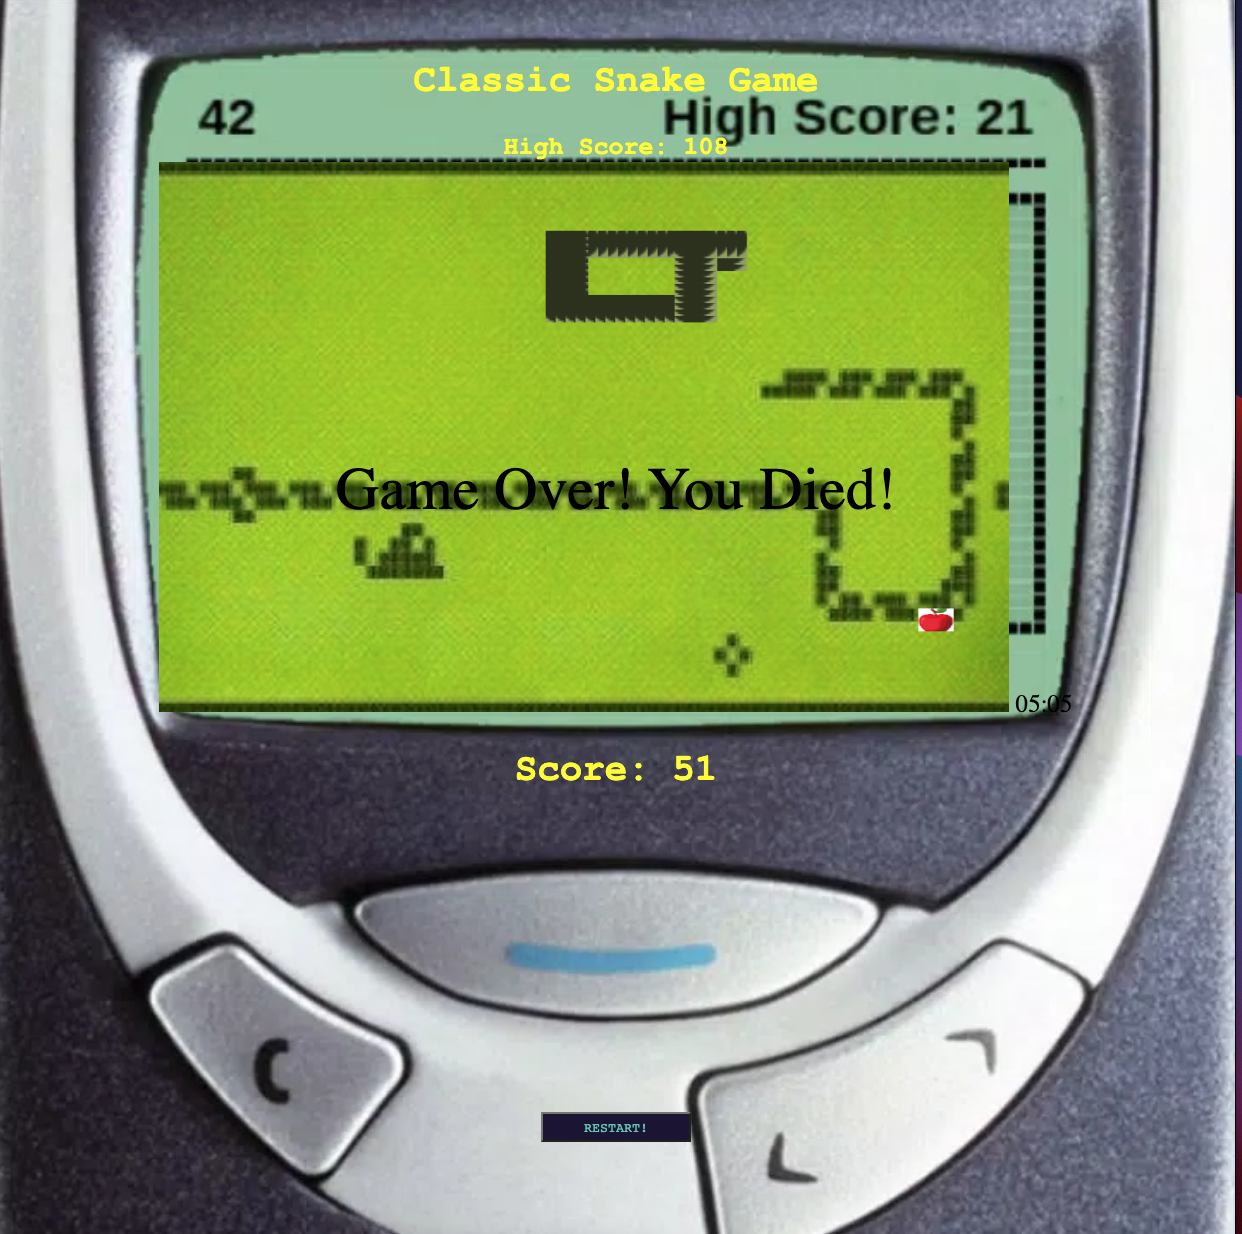 Classic Snake Game
42 High Score: 21
High Score: 108
Game Over! You Died!
05:05
Score: 51
C
RESTART!